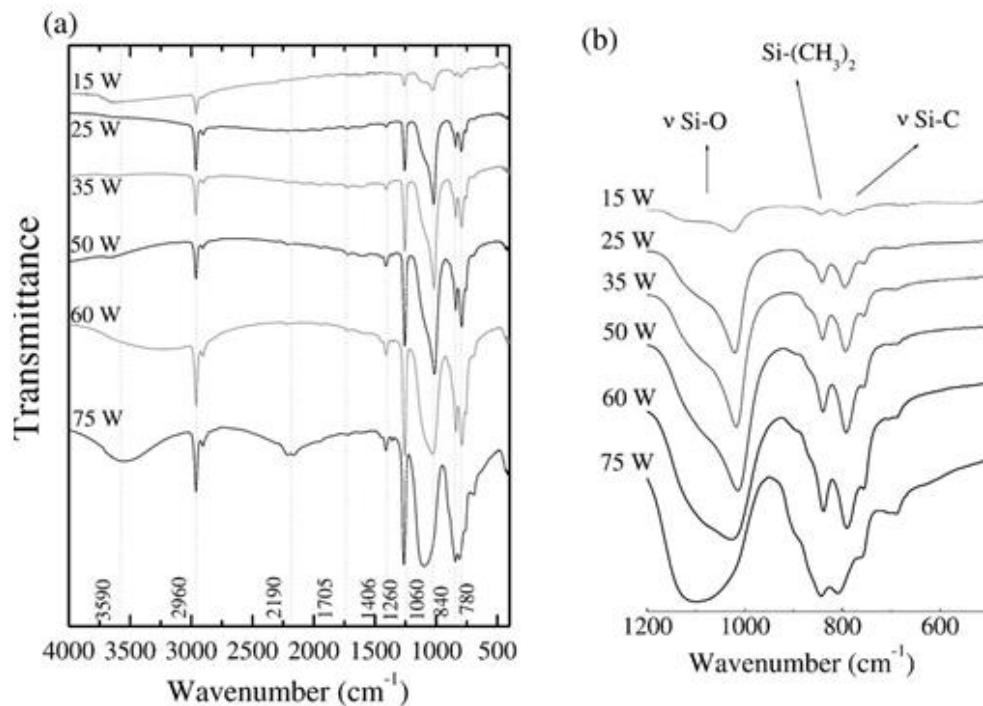 (a)
15 W
25 W
35 W
50 W
60 W
75 W
Transmittance
3590 2960 2190 1705 1406 1260 1060 840 780
4000 3500 3000 2500 2000 1500 1000 500
Wavenumber (cm⁻¹)
(b)
Si-(CH₃)₂
ν Si-O
ν Si-C
15 W
25 W
35 W
50 W
60 W
75 W
1200 1000 800 600
Wavenumber (cm⁻¹)